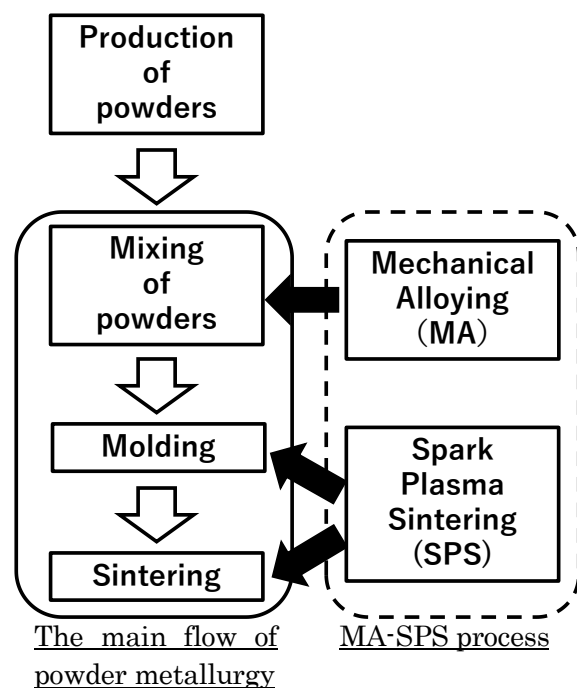 Production
of
powders
Mixing
of
powders
Molding
Sintering
The main flow of
powder metallurgy
Mechanical
Alloying
（MA）
Spark
Plasma
Sintering
(SPS)
MA-SPS process